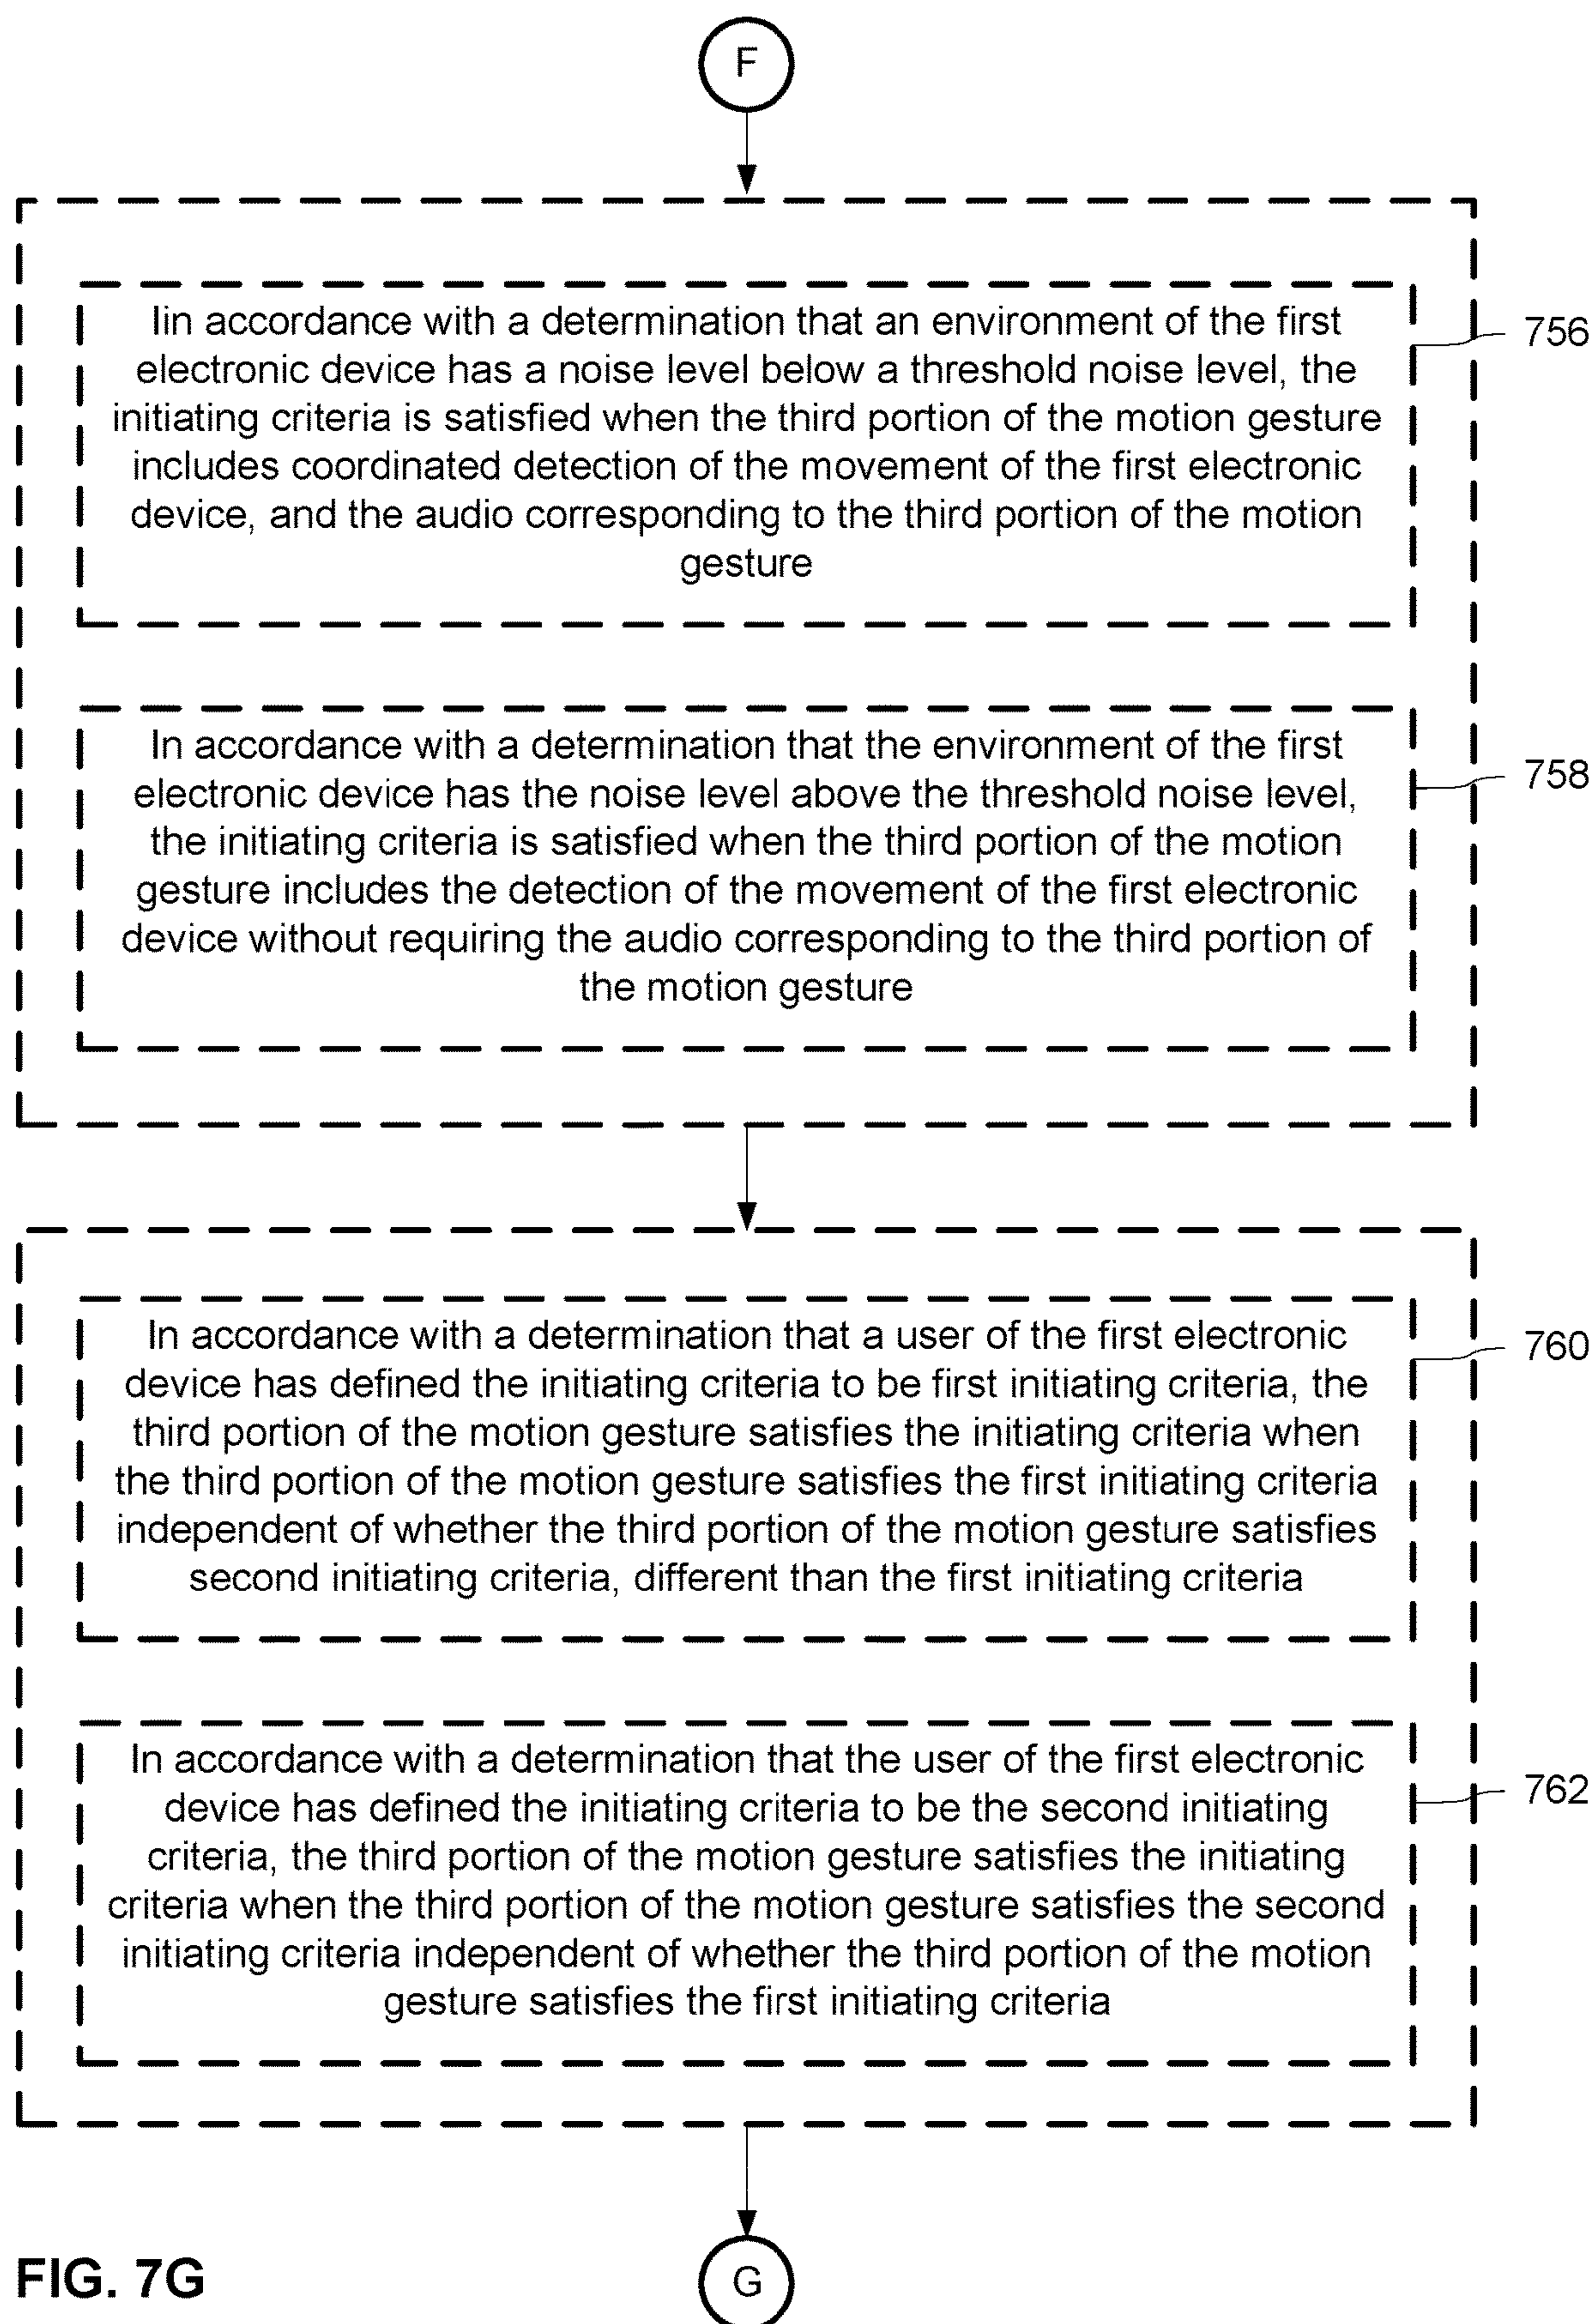 F
Iin accordance with a determination that an environment of the first
electronic device has a noise level below a threshold noise level, the
initiating criteria is satisfied when the third portion of the motion gesture
includes coordinated detection of the movement of the first electronic
device, and the audio corresponding to the third portion of the motion
gesture
756
In accordance with a determination that the environment of the first
electronic device has the noise level above the threshold noise level,
the initiating criteria is satisfied when the third portion of the motion
gesture includes the detection of the movement of the first electronic
device without requiring the audio corresponding to the third portion of
the motion gesture
758
In accordance with a determination that a user of the first electronic
device has defined the initiating criteria to be first initiating criteria, the
third portion of the motion gesture satisfies the initiating criteria when
the third portion of the motion gesture satisfies the first initiating criteria
independent of whether the third portion of the motion gesture satisfies
second initiating criteria, different than the first initiating criteria
760
In accordance with a determination that the user of the first electronic
device has defined the initiating criteria to be the second initiating
criteria, the third portion of the motion gesture satisfies the initiating
criteria when the third portion of the motion gesture satisfies the second
initiating criteria independent of whether the third portion of the motion
gesture satisfies the first initiating criteria
762
FIG. 7G
G